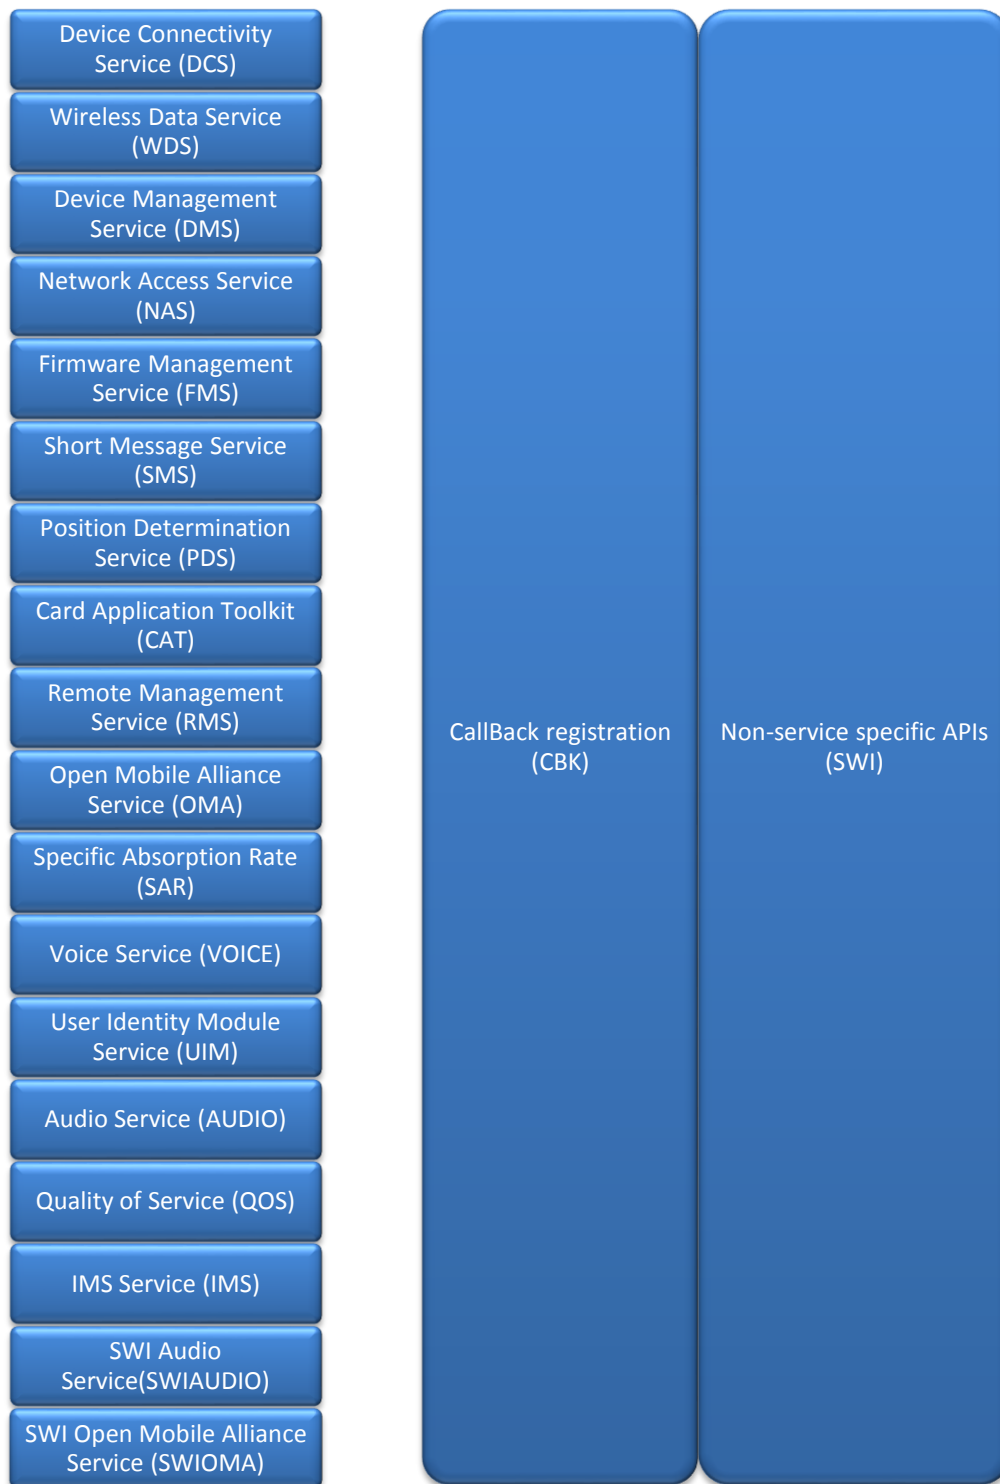 Device Connectivity
Service (DCS)
Wireless Data Service
(WDS)
Device Management
Service (DMS)
Network Access Service
(NAS)
Firmware Management
Service (FMS)
Short Message Service
(SMS)
Position Determination
Service (PDS)
Card Application Toolkit
(CAT)
Remote Management
Service (RMS)
Open Mobile Alliance
Service (OMA)
Specific Absorption Rate
(SAR)
Voice Service (VOICE)
User Identity Module
Service (UIM)
Audio Service (AUDIO)
Quality of Service (QOS)
IMS Service (IMS)
SWI Audio
Service(SWIAUDIO)
SWI Open Mobile Alliance
Service (SWIOMA)
CallBack registration
(CBK)
Non-service specific APIs
(SWI)